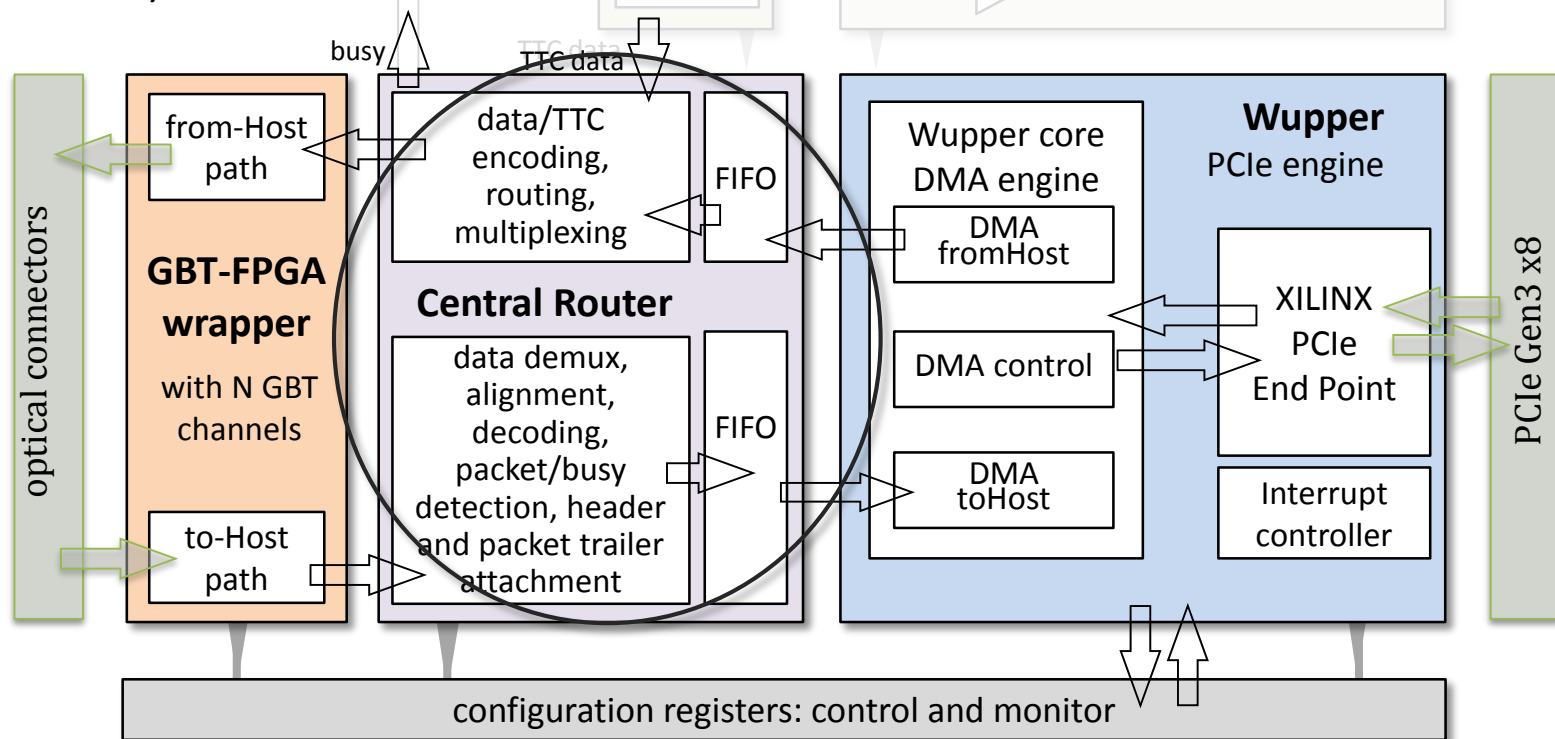 busy
TTC data
TTC data
optical connectors
from-Host
path
GBT-FPGA
wrapper
with N GBT
channels
to-Host
path
data/TTC
encoding,
routing,
multiplexing
FIFO
Central Router
data demux,
alignment,
decoding,
packet/busy
detection, header
and packet trailer
attachment
FIFO
Wupper core
DMA engine
DMA
fromHost
DMA control
DMA
toHost
Wupper
PCIe engine
XILINX
PCIe
End Point
Interrupt
controller
PCIe Gen3 x8
configuration registers: control and monitor